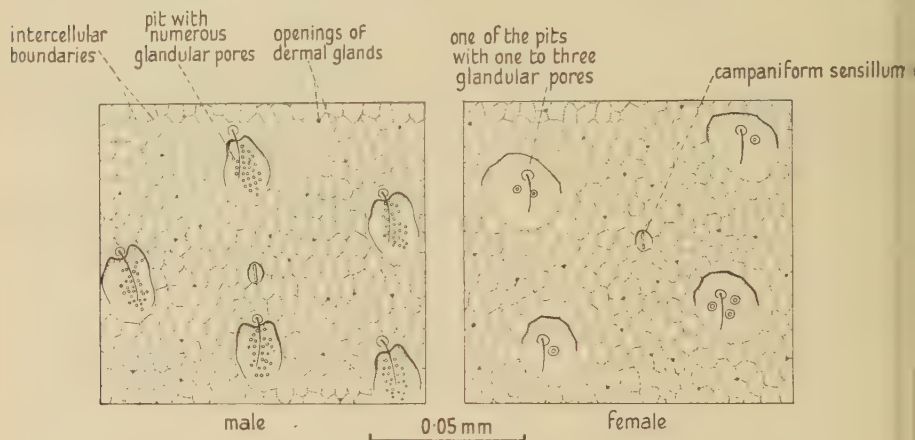 intercellular
boundaries
pit with
numerous
glandular pores
openings of
dermal glands
one of the pits
with one to three
glandular pores
campaniform sensillum
male
0·05 mm
female